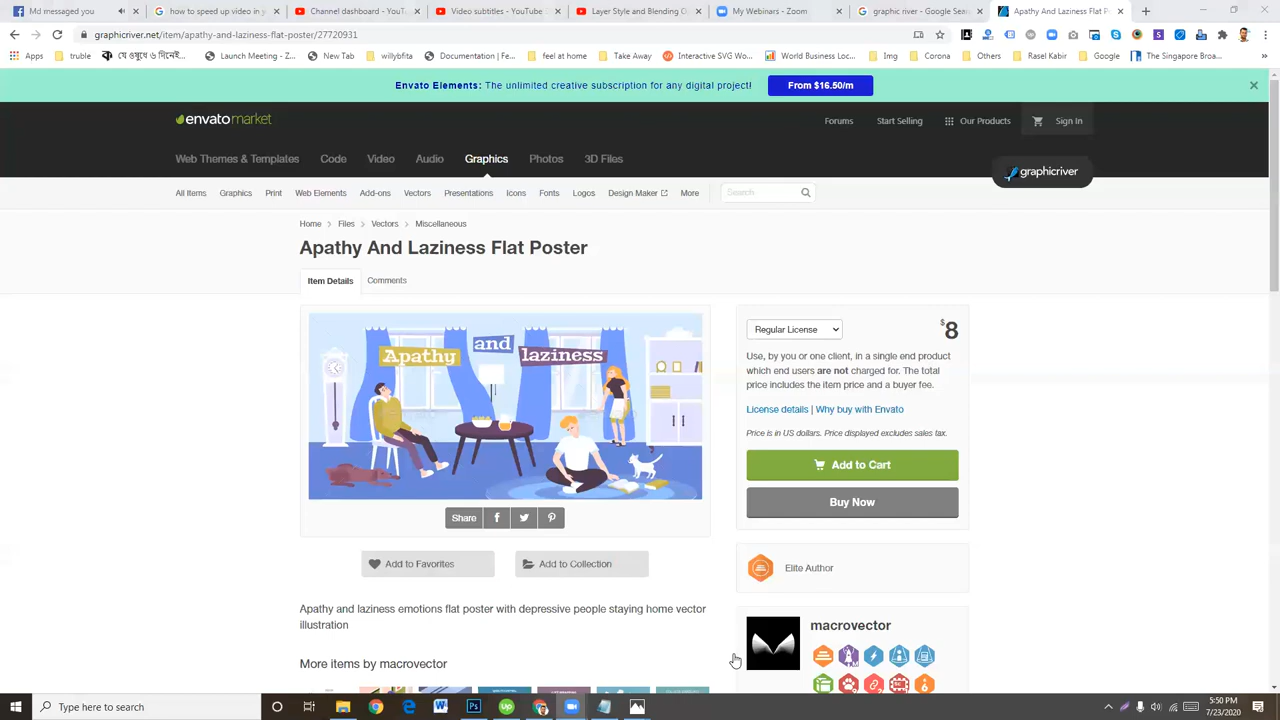 Med messaged you
how to speed up video in y
Channel dashboard - YouTu
Video subtitles - YouTube
Layer Style and Blending O
My Webinars - Zoom
graphic river - Google Sear
Apathy And Laziness Flat P
graphicriver.net/item/apathy-and-laziness-flat-poster/27720931
Apps
truble
Launch Meeting - Z...
New Tab
willybfita
Documentation | Fe...
feel at home
Take Away
Interactive SVG Wo...
World Business Loc...
Img
Corona
Others
Rasel Kabir
Google
The Singapore Broa...
Envato Elements: The unlimited creative subscription for any digital project!
From $16.50/m
envatomarket
Forums
Start Selling
Our Products
Sign In
Web Themes & Templates
Code
Video
Audio
Graphics
Photos
3D Files
graphicriver
All Items
Graphics
Print
Web Elements
Add-ons
Vectors
Presentations
Icons
Fonts
Logos
Design Maker
More
Search
Home > Files > Vectors > Miscellaneous
Apathy And Laziness Flat Poster
Item Details
Comments
Apathy and laziness
Regular License
$8
Use, by you or one client, in a single end product
which end users are not charged for. The total
price includes the item price and a buyer fee.
License details | Why buy with Envato
Price is in US dollars. Price displayed excludes sales tax.
Add to Cart
Buy Now
Share
Add to Favorites
Add to Collection
Elite Author
Apathy and laziness emotions flat poster with depressive people staying home vector
illustration
macrovector
More items by macrovector
Type here to search
5:50 PM
7/23/2020